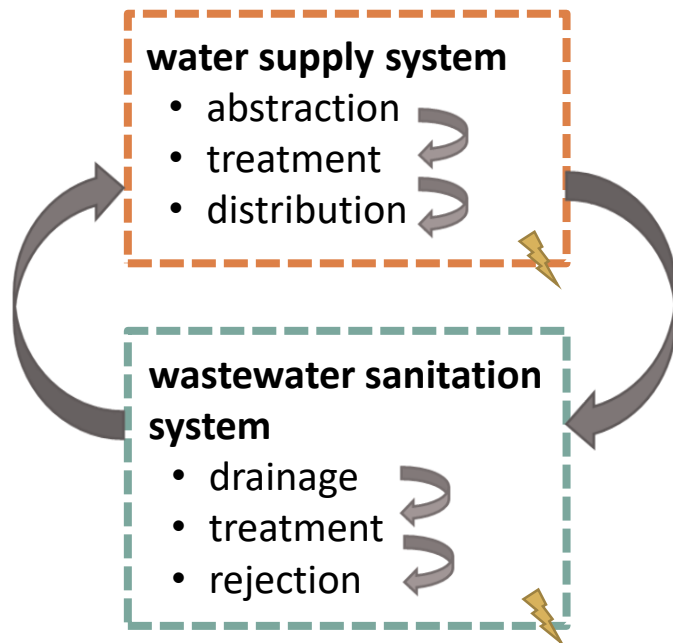 water supply system
• abstraction
• treatment
• distribution
wastewater sanitation
system
• drainage
• treatment
• rejection